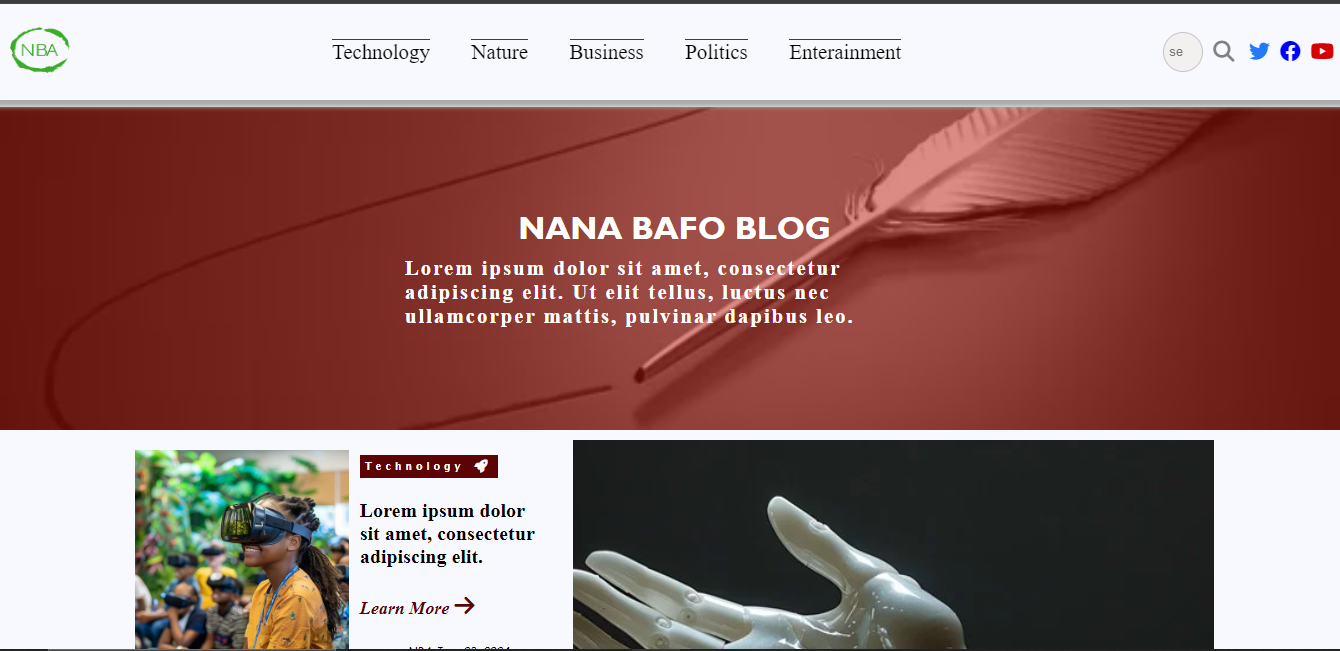 NBA
Technology Nature Business Politics Enterainment
se
NANA BAFO BLOG
Lorem ipsum dolor sit amet, consectetur
adipiscing elit. Ut elit tellus, luctus nec
ullamcorper mattis, pulvinar dapibus leo.
Technology
Lorem ipsum dolor
sit amet, consectetur
adipiscing elit.
Learn More